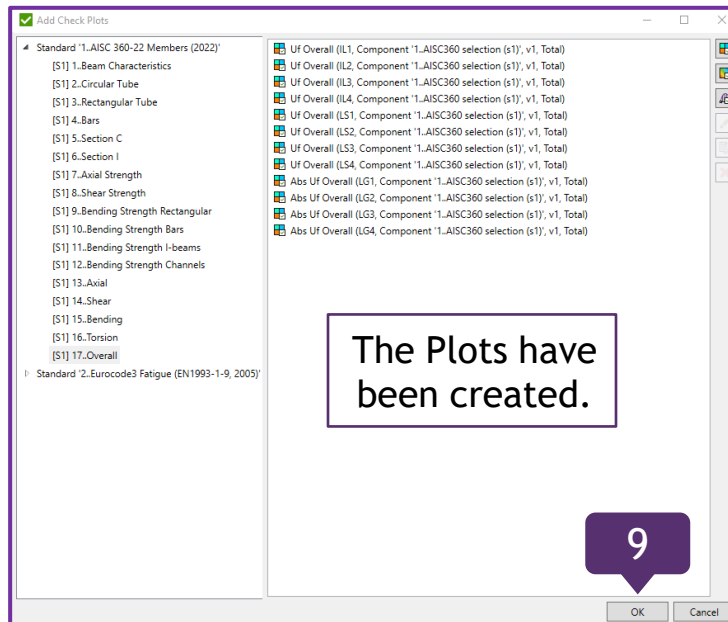 Add Check Plots
Standard '1..AISC 360-22 Members (2022)'
[S1] 1..Beam Characteristics
[S1] 2..Circular Tube
[S1] 3..Rectangular Tube
[S1] 4..Bars
[S1] 5..Section C
[S1] 6..Section I
[S1] 7..Axial Strength
[S1] 8..Shear Strength
[S1] 9..Bending Strength Rectangular
[S1] 10..Bending Strength Bars
[S1] 11..Bending Strength I-beams
[S1] 12..Bending Strength Channels
[S1] 13..Axial
[S1] 14..Shear
[S1] 15..Bending
[S1] 16..Torsion
[S1] 17..Overall
Standard '2..Eurocode3 Fatigue (EN1993-1-9, 2005)'
Uf Overall (IL1, Component '1..AISC360 selection (s1)', v1, Total)
Uf Overall (IL2, Component '1..AISC360 selection (s1)', v1, Total)
Uf Overall (IL3, Component '1..AISC360 selection (s1)', v1, Total)
Uf Overall (IL4, Component '1..AISC360 selection (s1)', v1, Total)
Uf Overall (LS1, Component '1..AISC360 selection (s1)', v1, Total)
Uf Overall (LS2, Component '1..AISC360 selection (s1)', v1, Total)
Uf Overall (LS3, Component '1..AISC360 selection (s1)', v1, Total)
Uf Overall (LS4, Component '1..AISC360 selection (s1)', v1, Total)
Abs Uf Overall (LG1, Component '1..AISC360 selection (s1)', v1, Total)
Abs Uf Overall (LG2, Component '1..AISC360 selection (s1)', v1, Total)
Abs Uf Overall (LG3, Component '1..AISC360 selection (s1)', v1, Total)
Abs Uf Overall (LG4, Component '1..AISC360 selection (s1)', v1, Total)
The Plots have
been created.
9
OK
Cancel